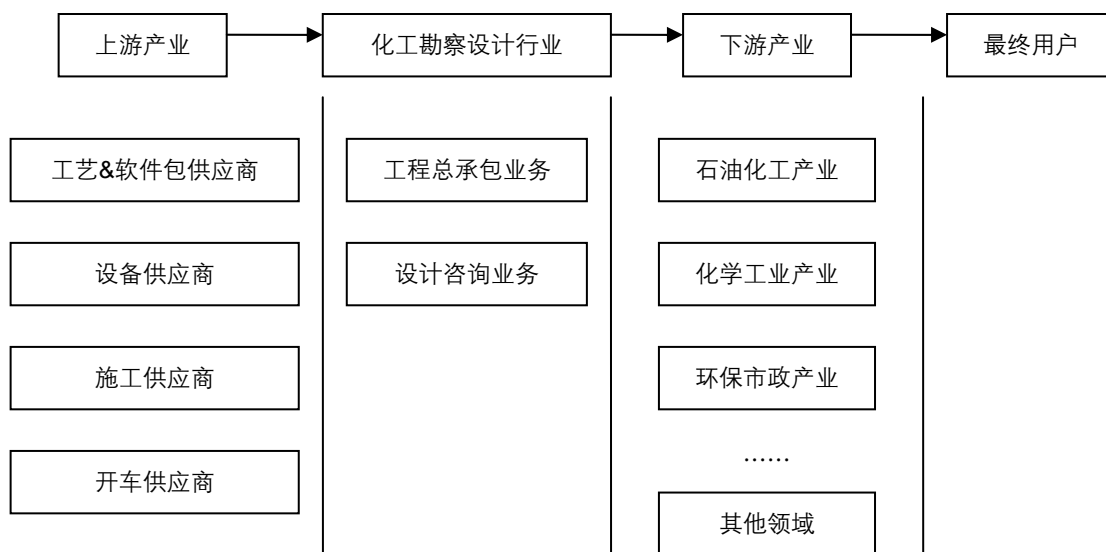 上游产业
化工勘察设计行业
下游产业
最终用户
工艺&软件包供应商
工程总承包业务
石油化工产业
设备供应商
设计咨询业务
化学工业产业
施工供应商
环保市政产业
开车供应商
......
其他领域